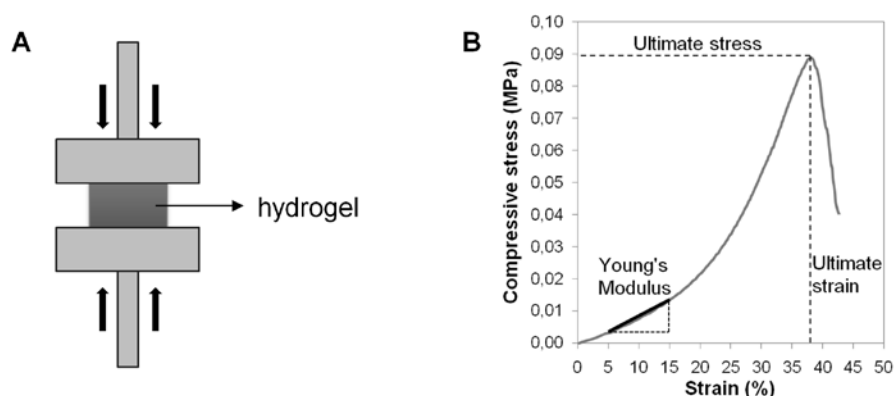 A
hydrogel
B
Compressive stress (MPa)
0,10
0,09
0,08
0,07
0,06
0,05
0,04
0,03
0,02
0,01
0,00
Ultimate stress
Young's
Modulus
Ultimate
strain
0 5 10 15 20 25 30 35 40 45 50
Strain (%)